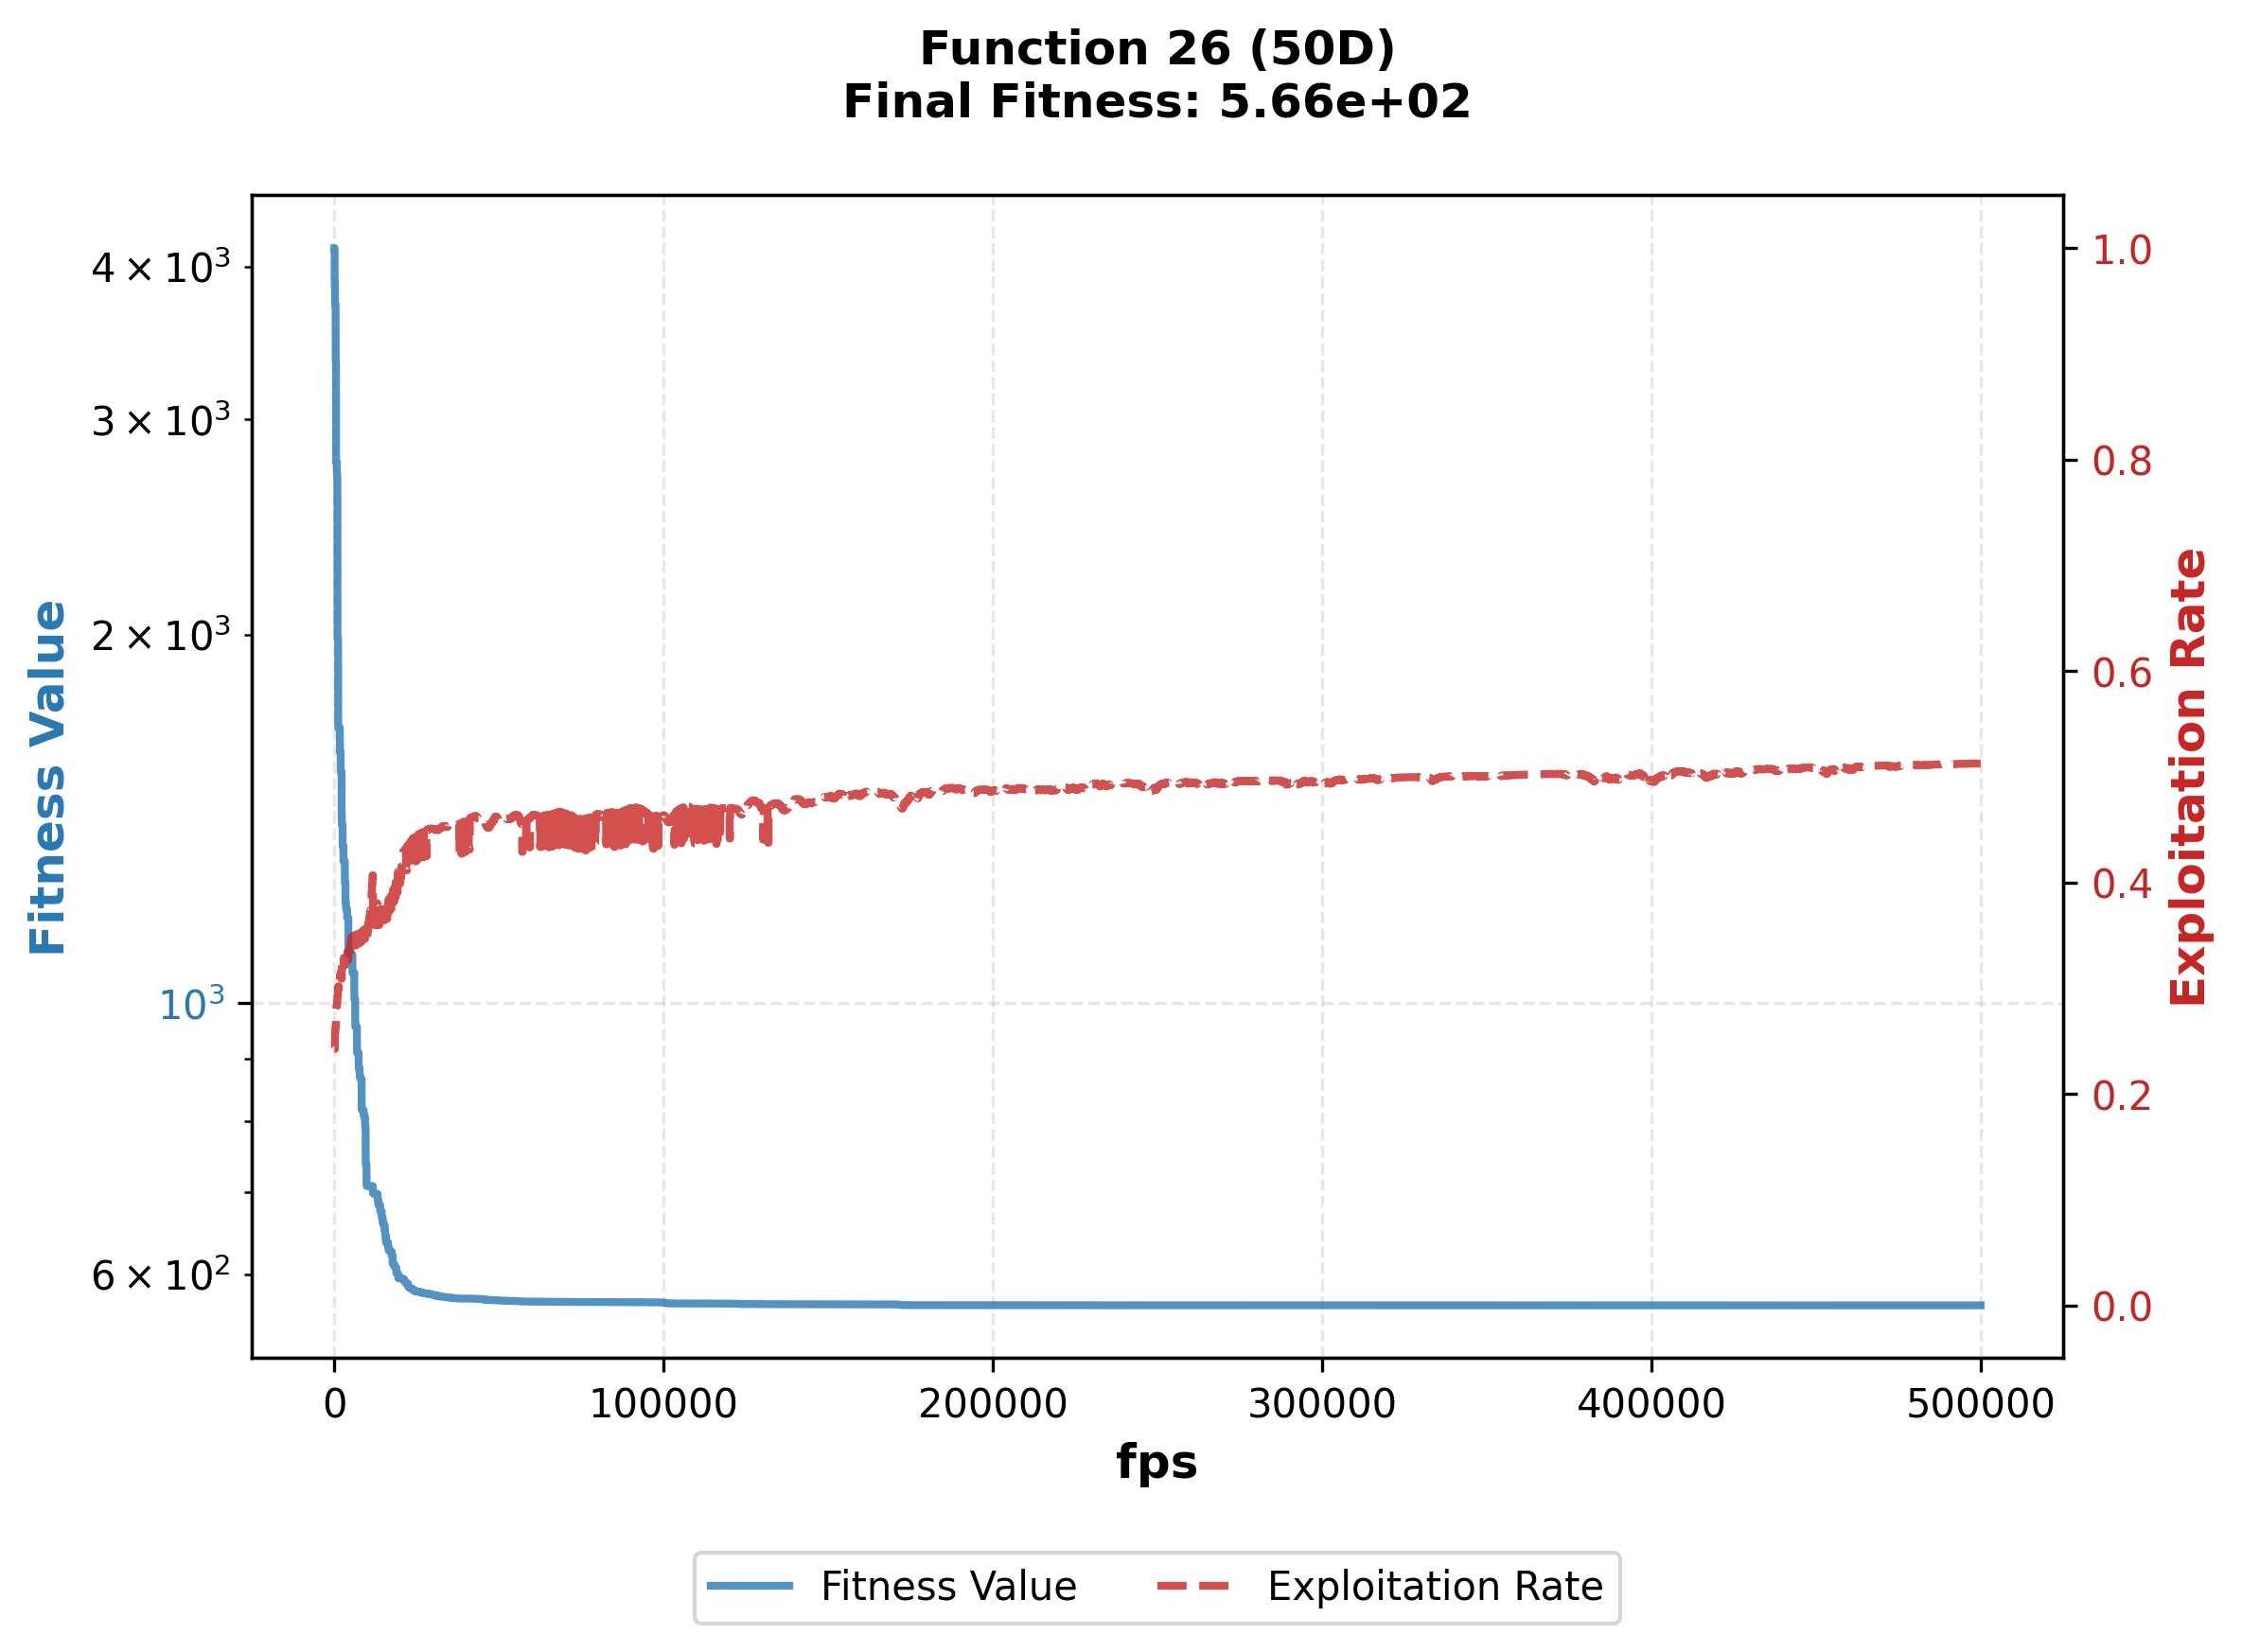 Function 26 (50D)
Final Fitness: 5.66e+02
Fitness Value
4×10³
3×10³
2×10³
10³
6×10²
1.0
0.8
0.6
0.4
0.2
0.0
Exploitation Rate
0 100000 200000 300000 400000 500000
fps
Fitness Value Exploitation Rate